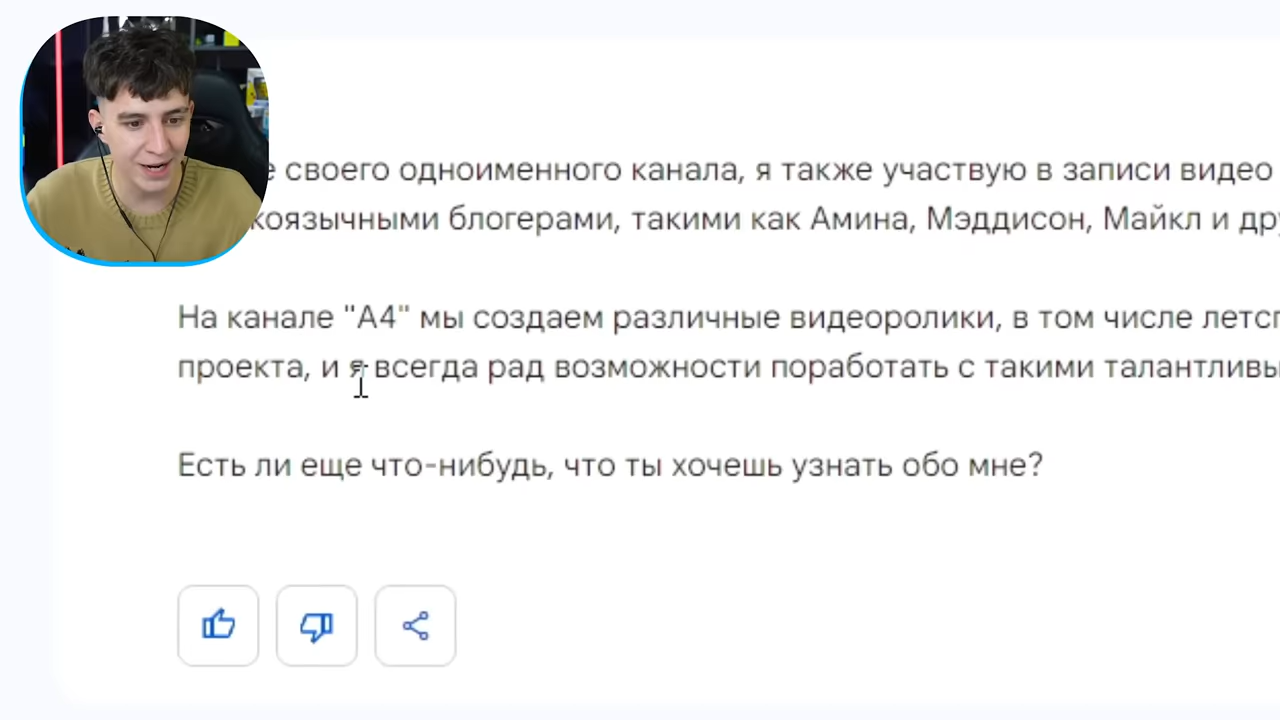 своего одноименного канала, я также участвую в записи видео
коязычными блогерами, такими как Амина, Мэддисон, Майкл и
На канале "А4" мы создаем различные видеоролики, в том числе
проекта, и я всегда рад возможности поработать с такими
Есть ли еще что-нибудь, что ты хочешь узнать обо мне?